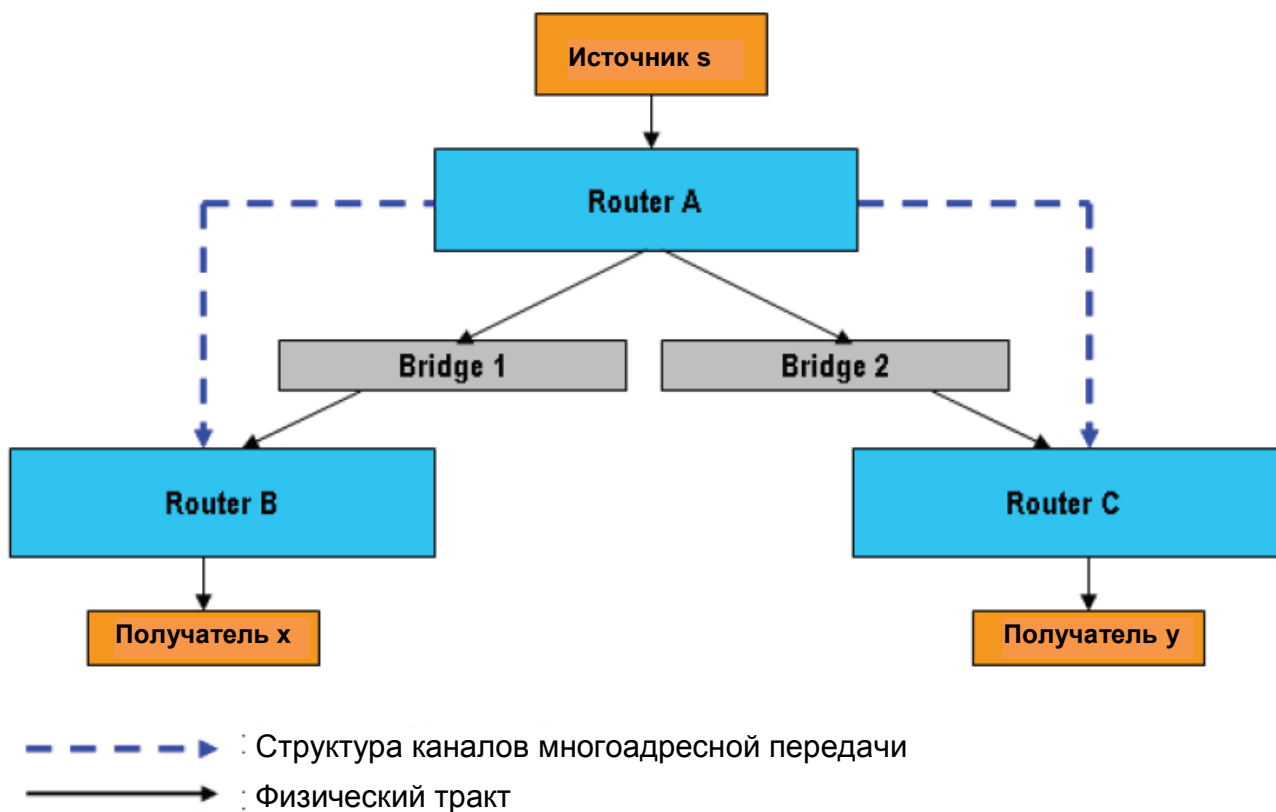 Источник s
Router A
Bridge 1
Bridge 2
Router B
Router C
Получатель x
Получатель y
: Структура каналов многоадресной передачи
: Физический тракт